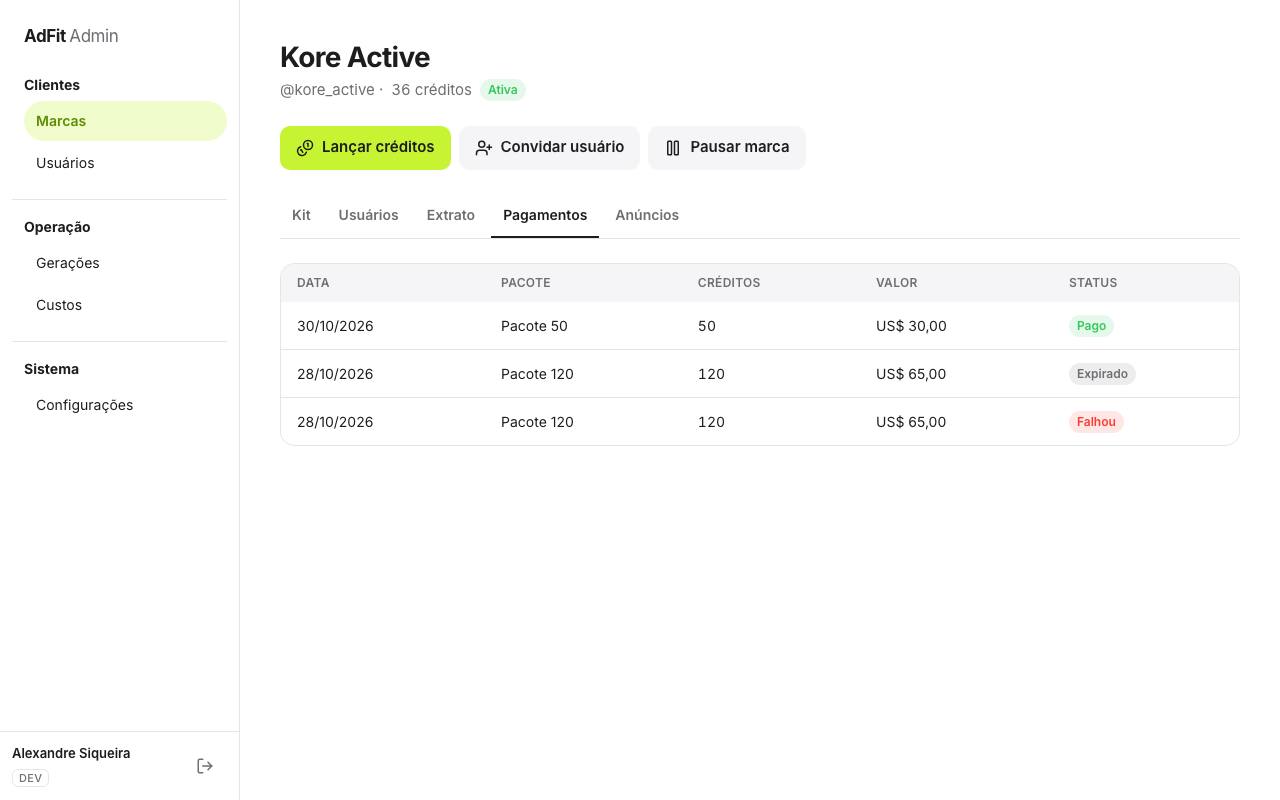 AdFit Admin
Clientes
Marcas
Usuários
Operação
Gerações
Custos
Sistema
Configurações
Alexandre Siqueira
DEV
Kore Active
@kore_active · 36 créditos Ativa
Lançar créditos Convidar usuário Pausar marca
Kit Usuários Extrato Pagamentos Anúncios
DATA PACOTE CRÉDITOS VALOR STATUS
30/10/2026 Pacote 50 50 US$ 30,00 Pago
28/10/2026 Pacote 120 120 US$ 65,00 Expirado
28/10/2026 Pacote 120 120 US$ 65,00 Falhou